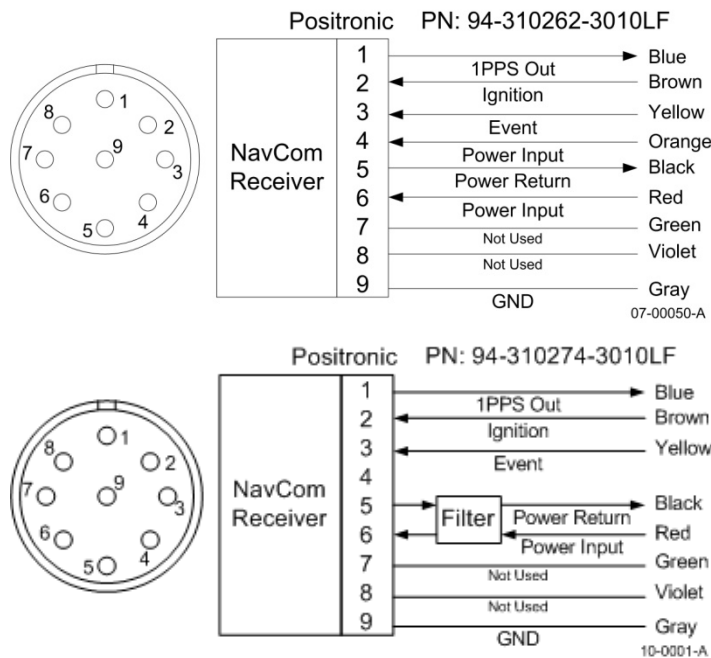 Positronic PN: 94-310262-3010LF
1 Blue
1PPS Out
2 Brown
Ignition
3 Yellow
Event
4 Orange
Power Input
5 Black
Power Return
6 Red
Power Input
7 Green
Not Used
8 Violet
Not Used
9 Gray
GND
NavCom
Receiver
07-00050-A
1
2
3
4
5
6
7
8
9
Positronic PN: 94-310274-3010LF
1 Blue
1PPS Out
2 Brown
Ignition
3 Yellow
Event
4
5 Black
Filter Power Return
6 Red
Power Input
7 Green
Not Used
8 Violet
Not Used
9 Gray
GND
NavCom
Receiver
10-0001-A
1
2
3
4
5
6
7
8
9